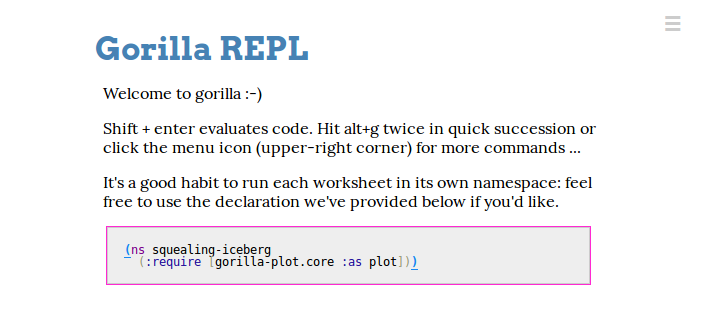 Gorilla REPL
Welcome to gorilla :-)
Shift + enter evaluates code. Hit alt+g twice in quick succession or
click the menu icon (upper-right corner) for more commands ...
It's a good habit to run each worksheet in its own namespace: feel
free to use the declaration we've provided below if you'd like.
(ns squealing-iceberg
  (:require [gorilla-plot.core :as plot]))